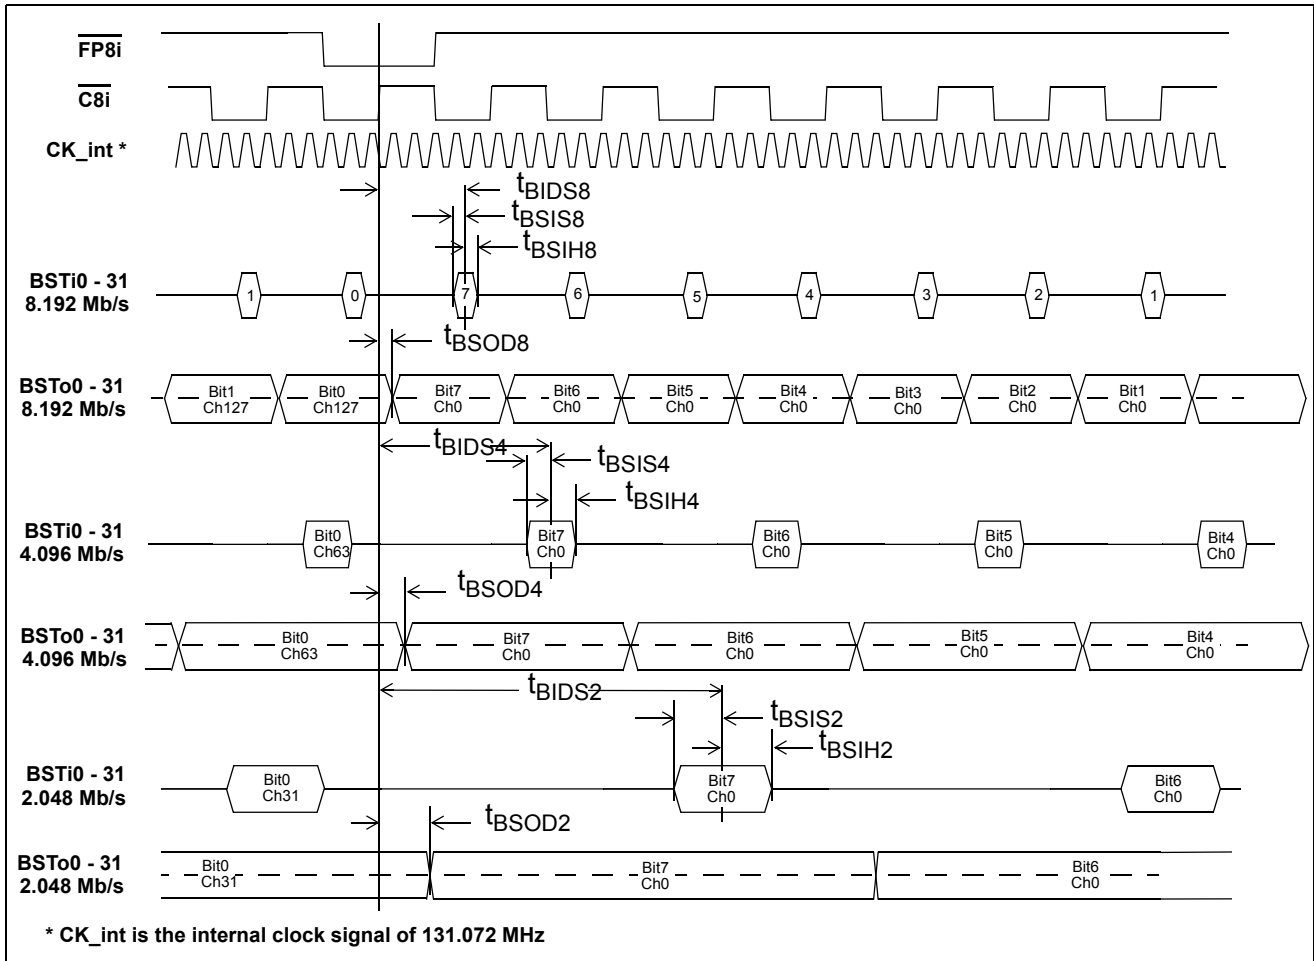 FP8i
C8i
CK_int *
tBIDS8
tBSIS8
tBSIH8
BSTi0 - 31
8.192 Mb/s
1 0 7 6 5 4 3 2 1
tBSOD8
BSTo0 - 31
8.192 Mb/s
Bit1 Bit0 Bit7 Bit6 Bit5 Bit4 Bit3 Bit2 Bit1
Ch127 Ch127 Ch0 Ch0 Ch0 Ch0 Ch0 Ch0 Ch0
tBIDS4
tBSIS4
tBSIH4
BSTi0 - 31
4.096 Mb/s
Bit0 Bit7 Bit6 Bit5 Bit4
Ch63 Ch0 Ch0 Ch0 Ch0
tBSOD4
BSTo0 - 31
4.096 Mb/s
Bit0 Bit7 Bit6 Bit5 Bit4
Ch63 Ch0 Ch0 Ch0 Ch0
tBIDS2
tBSIS2
tBSIH2
BSTi0 - 31
2.048 Mb/s
Bit0 Bit7 Bit6
Ch31 Ch0 Ch0
tBSOD2
BSTo0 - 31
2.048 Mb/s
Bit0 Bit7 Bit6
Ch31 Ch0 Ch0
* CK_int is the internal clock signal of 131.072 MHz